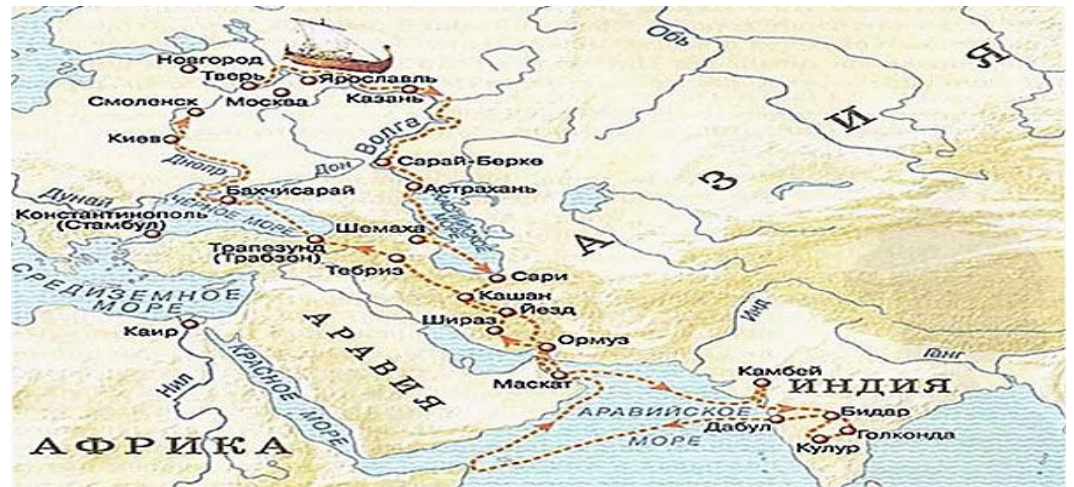 Обь
А
З
И
Я
Новгород
Тверь
Ярославль
Москва
Казань
Смоленск
Киев
Волга
Днепр
Дон
Сарай-Берке
Астрахань
Дунай
Бахчисарай
ЧЕРНОЕ МОРЕ
КАСПИЙСКОЕ
МОРЕ
Константинополь
(Стамбул)
Шемаха
Трапезунд
(Трабзон)
Тебриз
Сари
Кашан
Йезд
Шираз
Ормуз
Маскат
СРЕДИЗЕМНОЕ
МОРЕ
Каир
Нил
КРАСНОЕ МОРЕ
АРАВИЯ
АФРИКА
Инд
Ганг
Камбей
ИНДИЯ
АРАВИЙСКОЕ
МОРЕ
Дабул
Бидар
Голконда
Кулур